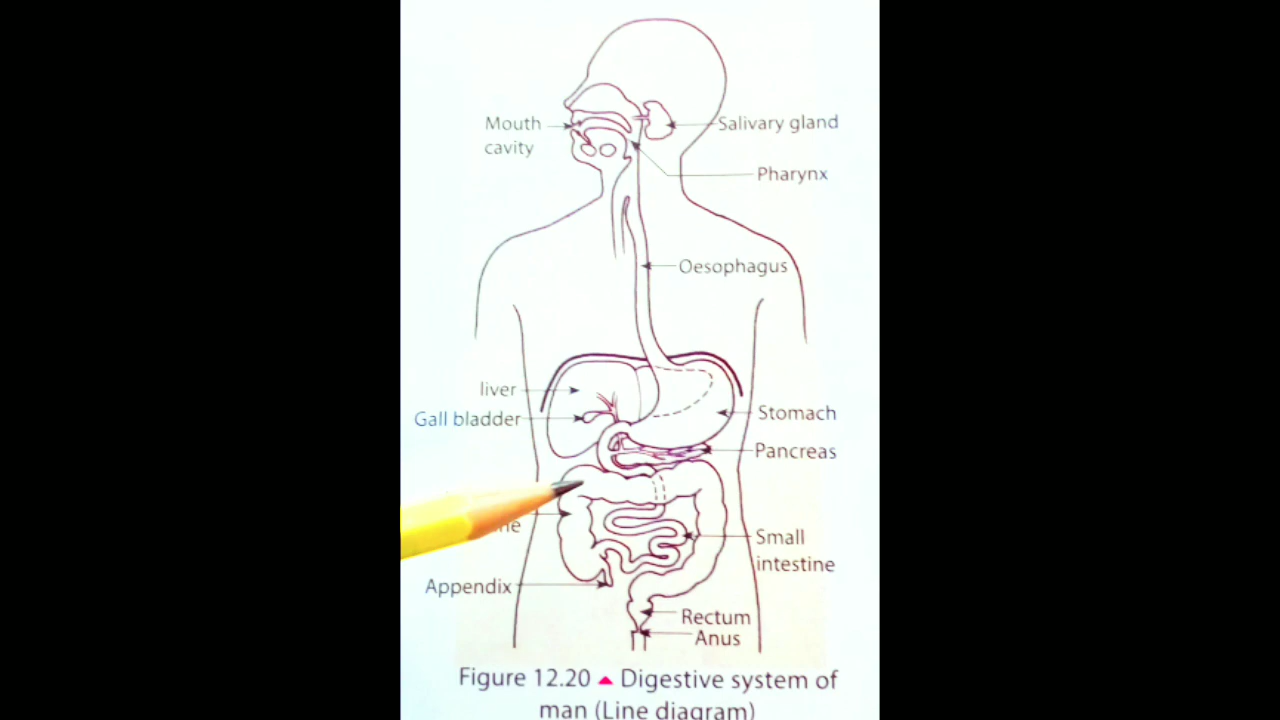 Mouth
cavity
Salivary gland
Pharynx
Oesophagus
liver
Gall bladder
Stomach
Pancreas
Small
intestine
Appendix
Rectum
Anus
Figure 12.20 ▲ Digestive system of
man (Line diagram)